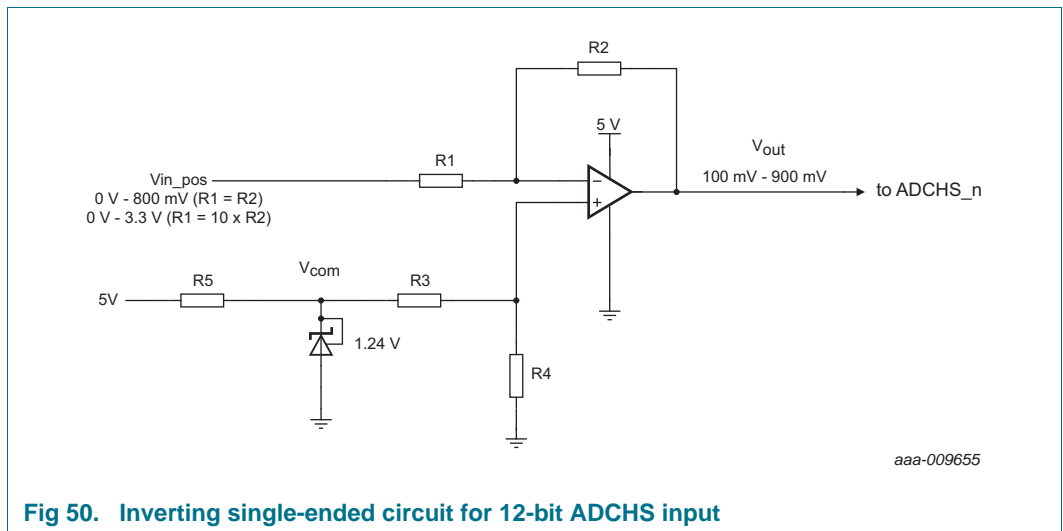 R2
5 V
Vout
R1
Vin_pos
0 V - 800 mV (R1 = R2)
0 V - 3.3 V (R1 = 10 x R2)
−
+
100 mV - 900 mV
to ADCHS_n
Vcom
R5
R3
5V
1.24 V
R4
aaa-009655
Fig 50. Inverting single-ended circuit for 12-bit ADCHS input